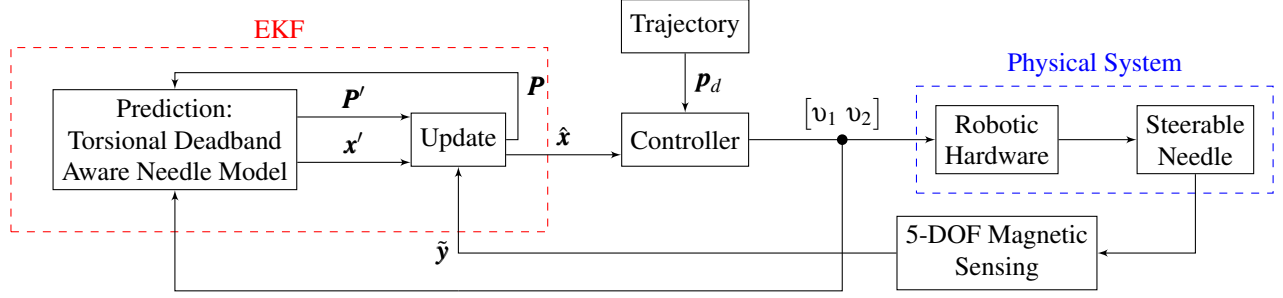 Trajectory
EKF
Physical System
P
p_d
[υ₁ υ₂]
Prediction:
Torsional Deadband
Aware Needle Model
P′
x′
Update
x̂
Controller
Robotic
Hardware
Steerable
Needle
ỹ
5-DOF Magnetic
Sensing